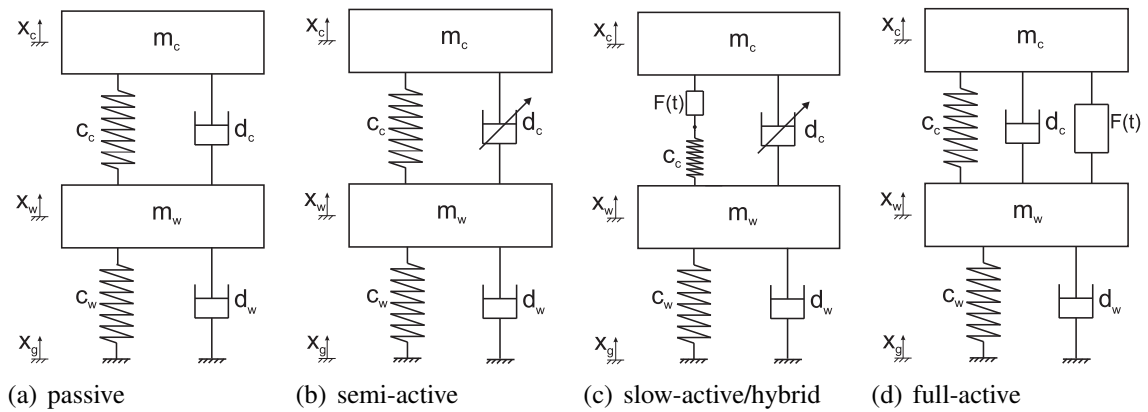 x_c
m_c
c_c
d_c
x_w
m_w
c_w
d_w
x_g
(a) passive
x_c
m_c
c_c
d_c
x_w
m_w
c_w
d_w
x_g
(b) semi-active
x_c
m_c
F(t)
d_c
c_c
x_w
m_w
c_w
d_w
x_g
(c) slow-active/hybrid
x_c
m_c
c_c
d_c
F(t)
x_w
m_w
c_w
d_w
x_g
(d) full-active